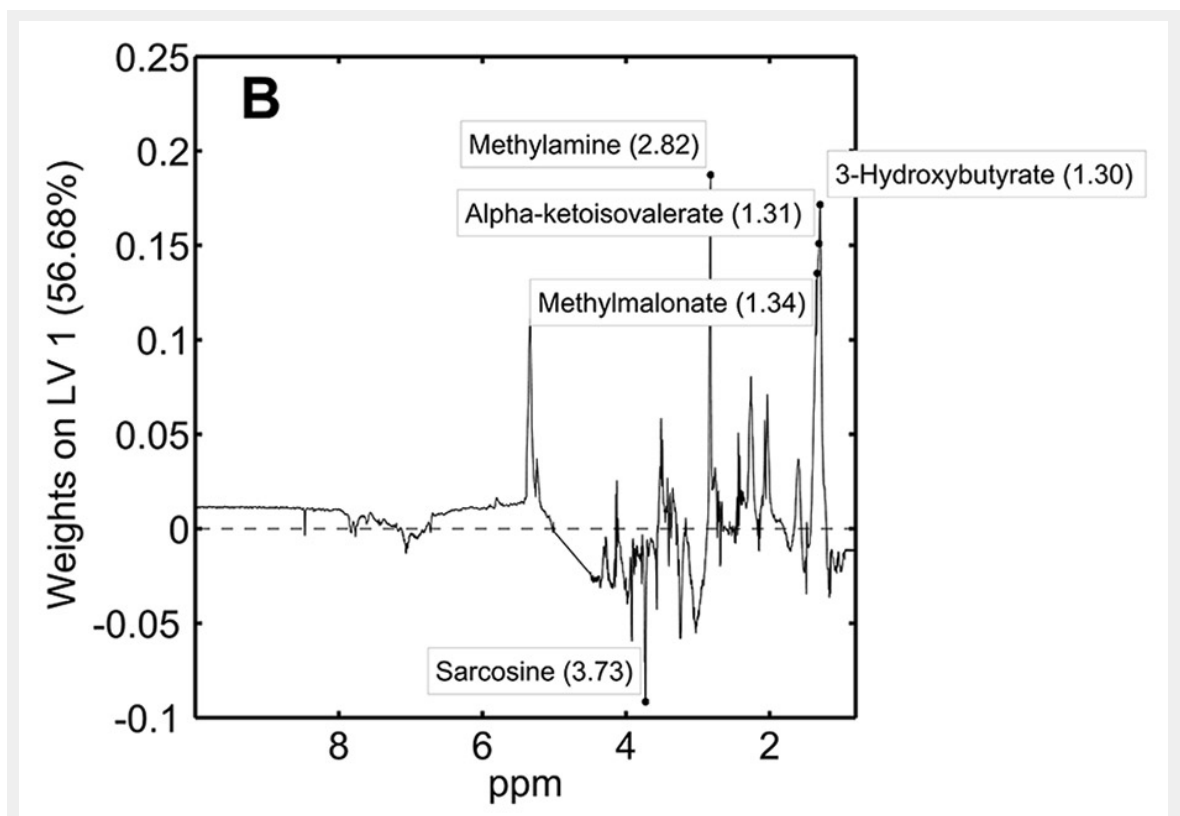 B
0.25
0.2
0.15
0.1
0.05
0
-0.05
-0.1
Weights on LV 1 (56.68%)
Methylamine (2.82)
3-Hydroxybutyrate (1.30)
Alpha-ketoisovalerate (1.31)
Methylmalonate (1.34)
Sarcosine (3.73)
8 6 4 2
ppm